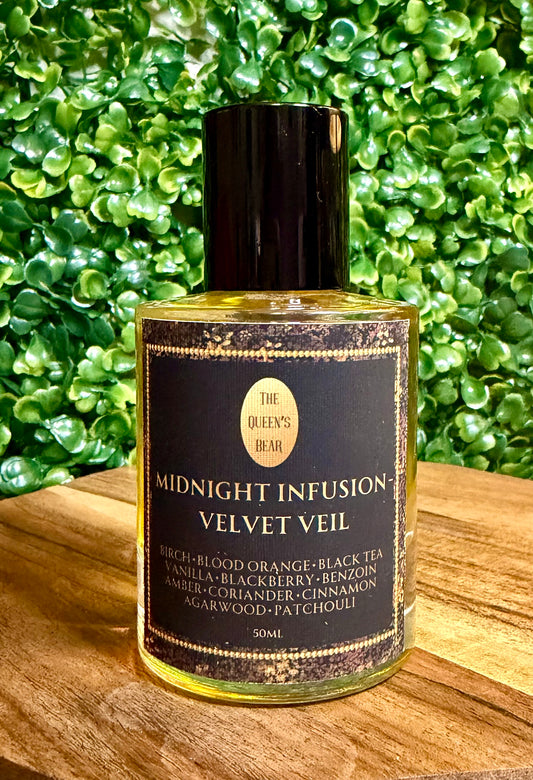 THE
QUEEN'S
BEAR
MIDNIGHT INFUSION-
VELVET VEIL
BIRCH•BLOOD ORANGE•BLACK TEA
VANILLA•BLACKBERRY•BENZOIN
AMBER•CORIANDER•CINNAMON
AGARWOOD•PATCHOULI
50ML